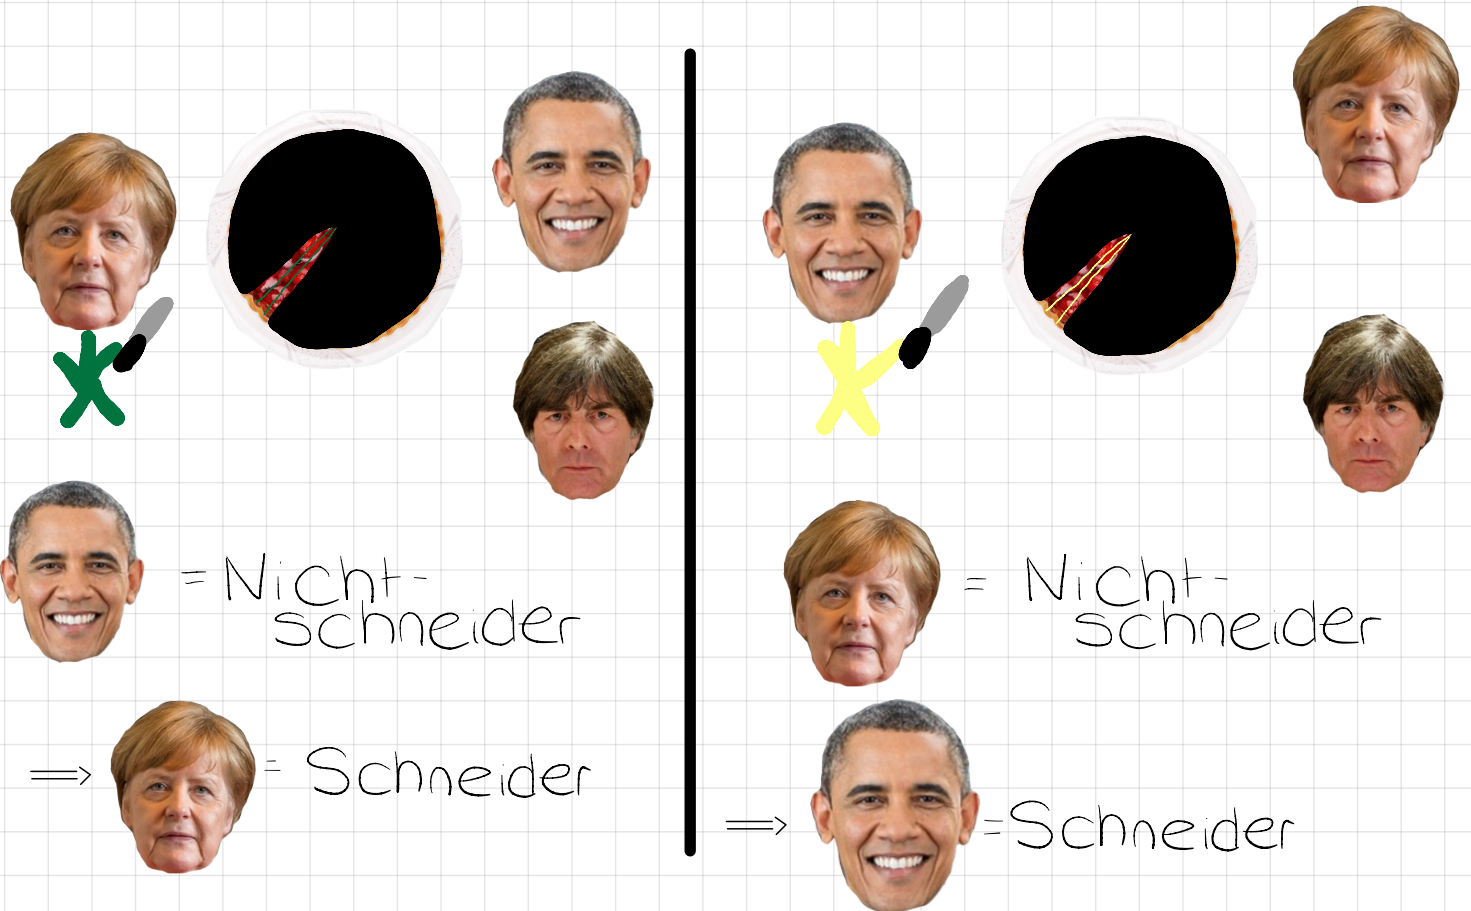 = Nicht-
schneider
⟹ = Schneider
= Nicht-
schneider
⟹ = Schneider